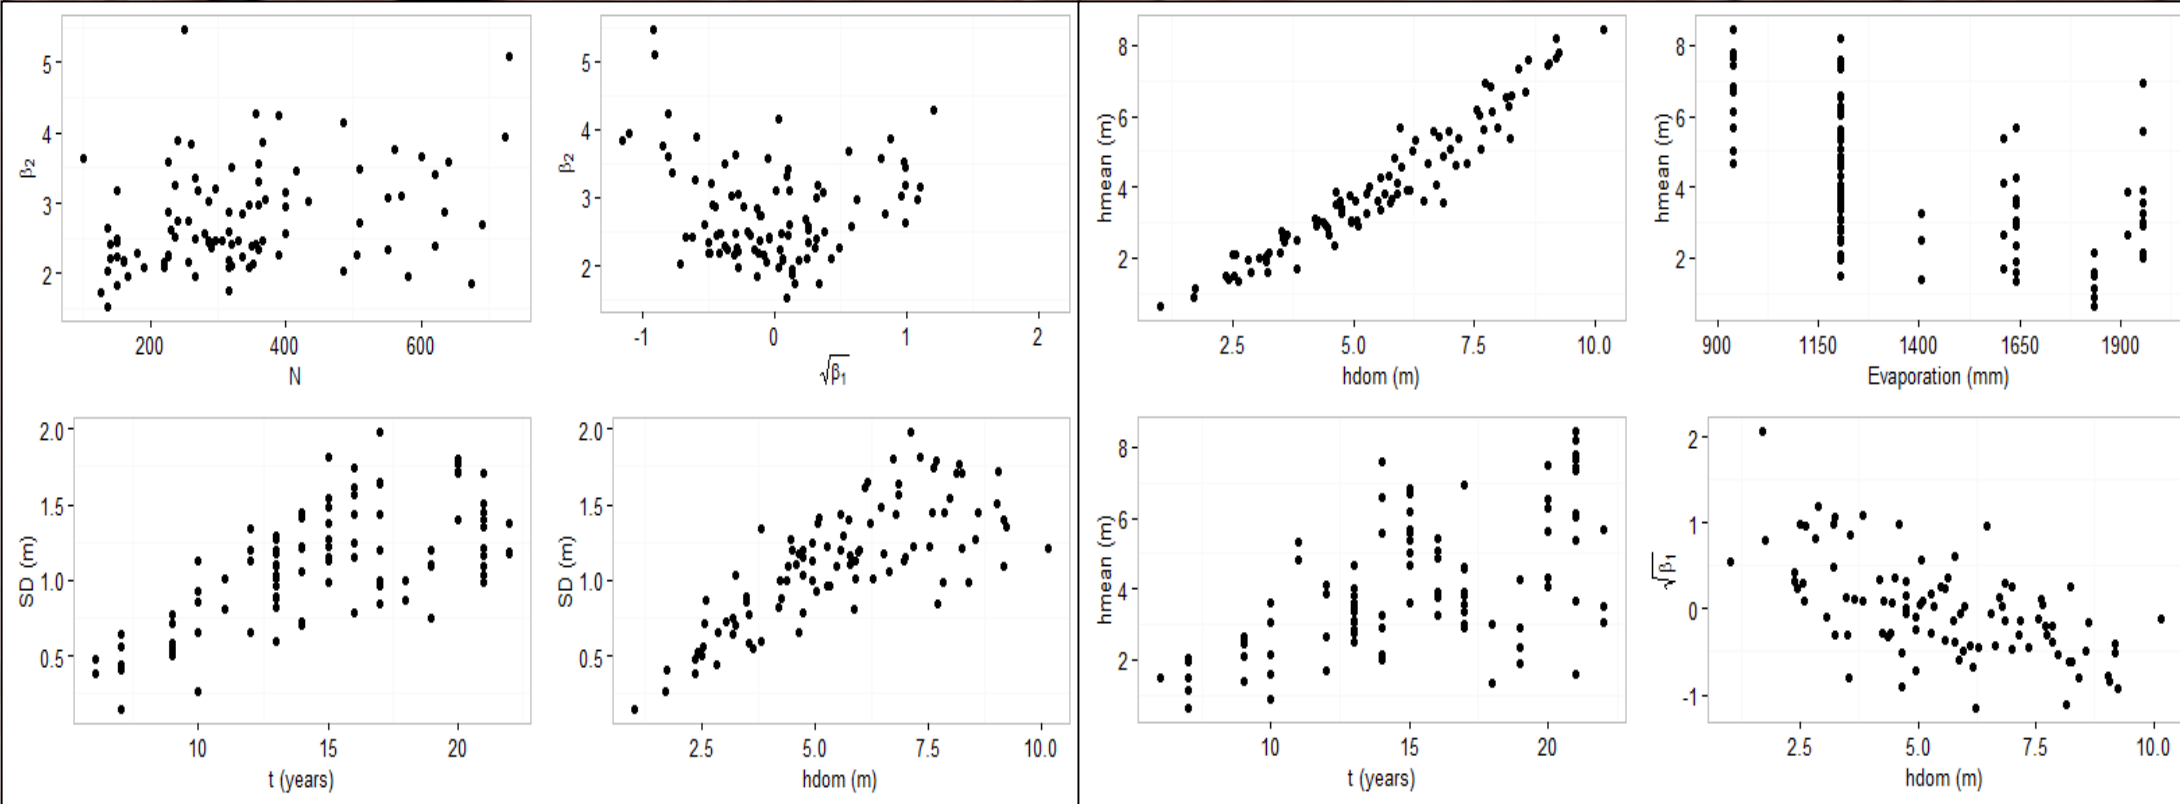 5
4
3
2
β₂
200 400 600
N
5
4
3
2
β₂
-1 0 1 2
√β₁
8
6
4
2
hmean (m)
2.5 5.0 7.5 10.0
hdom (m)
8
6
4
2
hmean (m)
900 1150 1400 1650 1900
Evaporation (mm)
2.0
1.5
1.0
0.5
SD (m)
10 15 20
t (years)
2.0
1.5
1.0
0.5
SD (m)
2.5 5.0 7.5 10.0
hdom (m)
8
6
4
2
hmean (m)
10 15 20
t (years)
2
1
0
-1
√β₁
2.5 5.0 7.5 10.0
hdom (m)